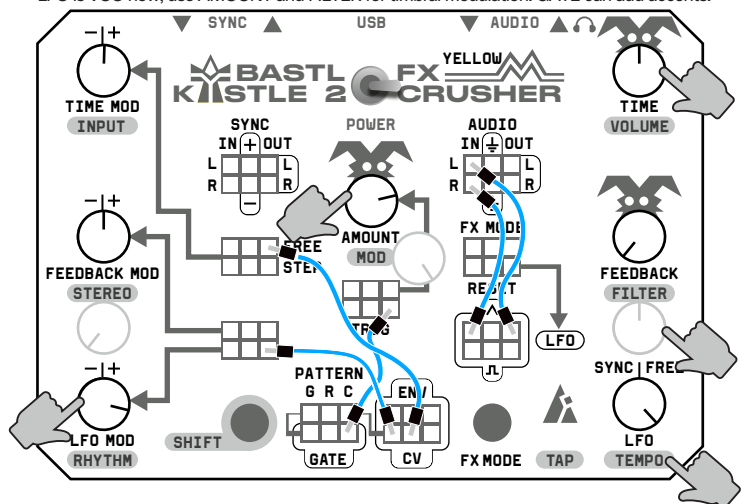 SYNC USB AUDIO
BASTL FX YELLOW
KASTLE 2 CRUSHER
TIME MOD
INPUT
SYNC
IN + OUT
POWER
AUDIO
IN OUT
TIME
VOLUME
L L
R R
L L
R R
FREE
STEP
AMOUNT
MOD
FX MODE
RESET
FEEDBACK MOD
STEREO
FEEDBACK
FILTER
TRIG
LFO
SYNC FREE
PATTERN
G R C
ENV
GATE
CV
LFO MOD
RHYTHM
SHIFT
FX MODE
TAP
LFO
TEMPO